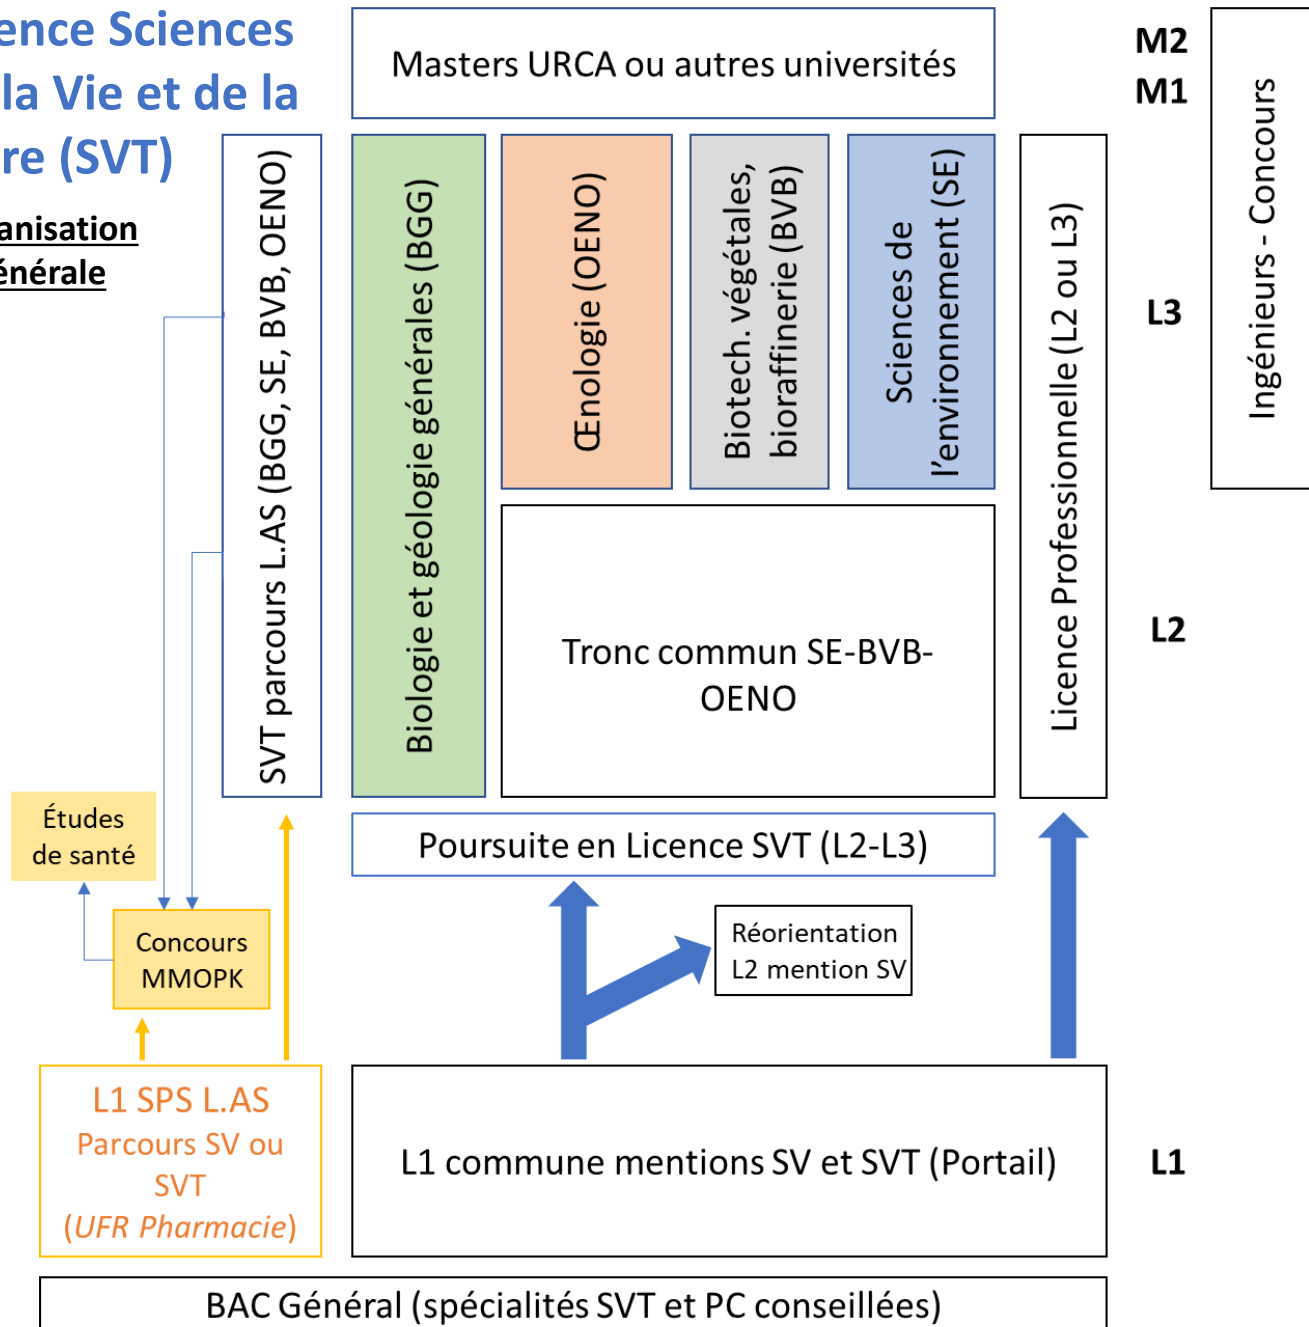 ence Sciences
la Vie et de la
re (SVT)
anisation
énérale
Masters URCA ou autres universités
M2
M1
Ingénieurs - Concours
SVT parcours L.AS (BGG, SE, BVB, OENO)
Biologie et géologie générales (BGG)
Œnologie (OENO)
Biotech. végétales,
bioraffinerie (BVB)
Sciences de
l’environnement (SE)
Licence Professionnelle (L2 ou L3)
L3
Tronc commun SE-BVB-
OENO
L2
Études
de santé
Poursuite en Licence SVT (L2-L3)
Concours
MMOPK
Réorientation
L2 mention SV
L1 SPS L.AS
Parcours SV ou
SVT
(UFR Pharmacie)
L1 commune mentions SV et SVT (Portail)
L1
BAC Général (spécialités SVT et PC conseillées)